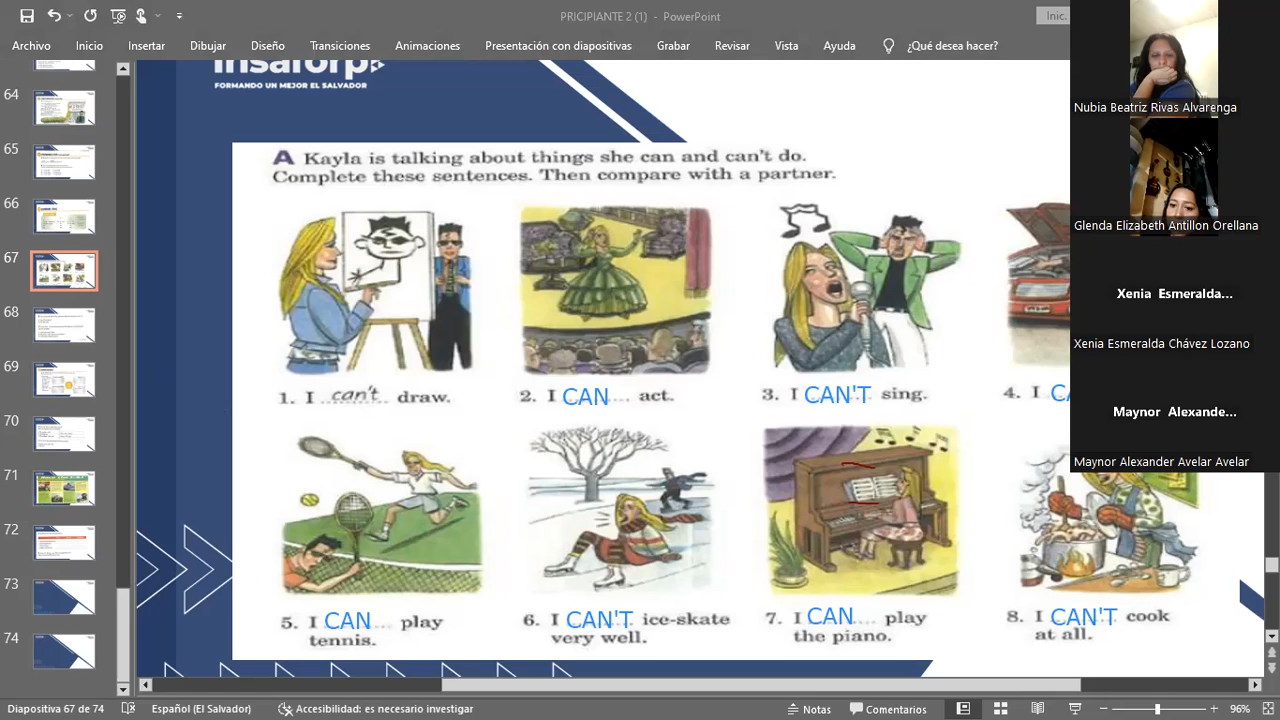 PRICIPIANTE 2 (1) - PowerPoint
Inic.
Archivo Inicio Insertar Dibujar Diseño Transiciones Animaciones Presentación con diapositivas Grabar Revisar Vista Ayuda ¿Qué desea hacer?
insaforp
FORMANDO UN MEJOR EL SALVADOR
64
65
66
67
68
69
70
71
72
73
74
A Kayla is talking about things she can and can't do.
Complete these sentences. Then compare with a partner.
1. I can't draw.
2. I CAN act.
3. I CAN'T sing.
4. I
5. I CAN play
tennis.
6. I CAN'T ice-skate
very well.
7. I CAN play
the piano.
8. I CAN'T cook
at all.
Nubia Beatriz Rivas Alvarenga
Glenda Elizabeth Antillon Orellana
Xenia Esmeralda...
Xenia Esmeralda Chávez Lozano
Maynor Alexande...
Maynor Alexander Avelar Avelar
Diapositiva 67 de 74 Español (El Salvador) Accesibilidad: es necesario investigar Notas Comentarios 96%